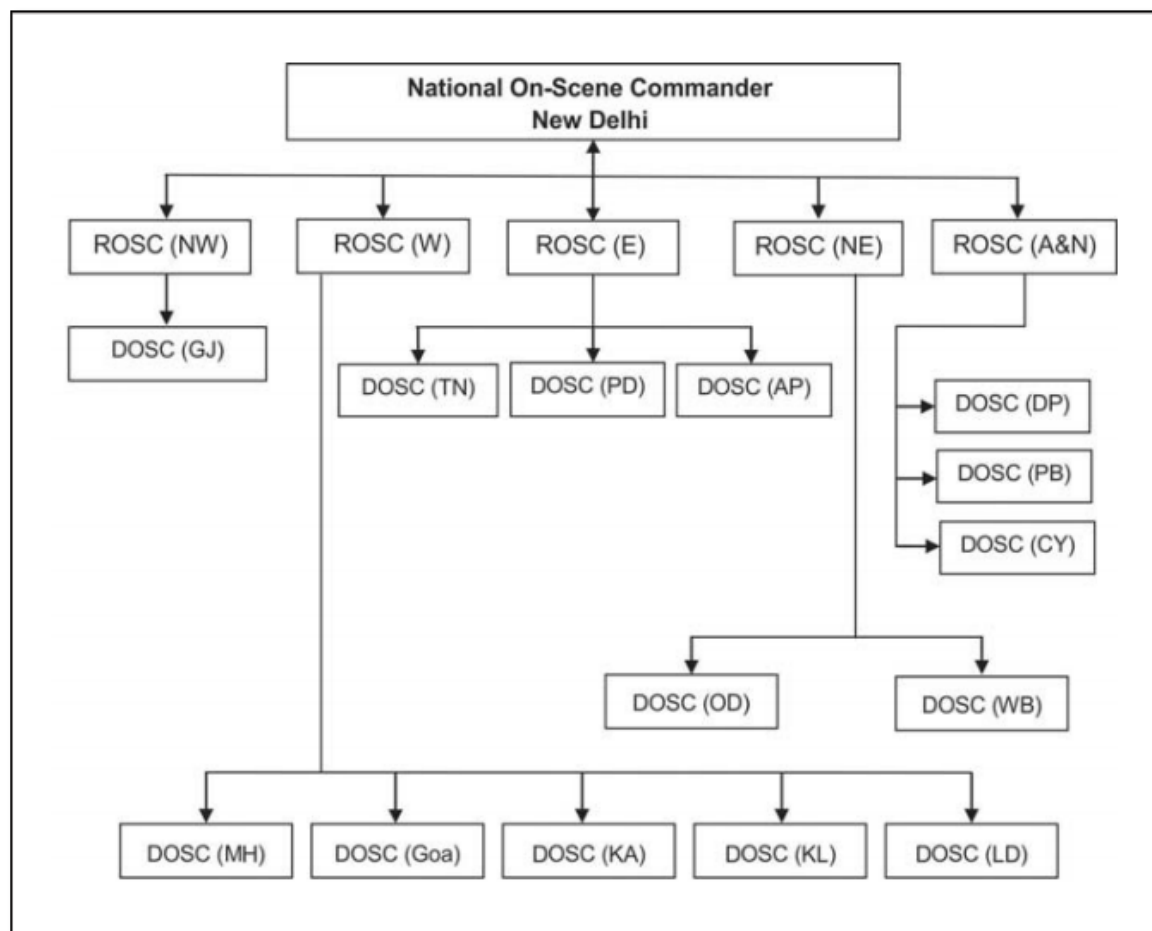 National On-Scene Commander
New Delhi
ROSC (NW)
ROSC (W)
ROSC (E)
ROSC (NE)
ROSC (A&N)
DOSC (GJ)
DOSC (TN)
DOSC (PD)
DOSC (AP)
DOSC (DP)
DOSC (PB)
DOSC (CY)
DOSC (OD)
DOSC (WB)
DOSC (MH)
DOSC (Goa)
DOSC (KA)
DOSC (KL)
DOSC (LD)